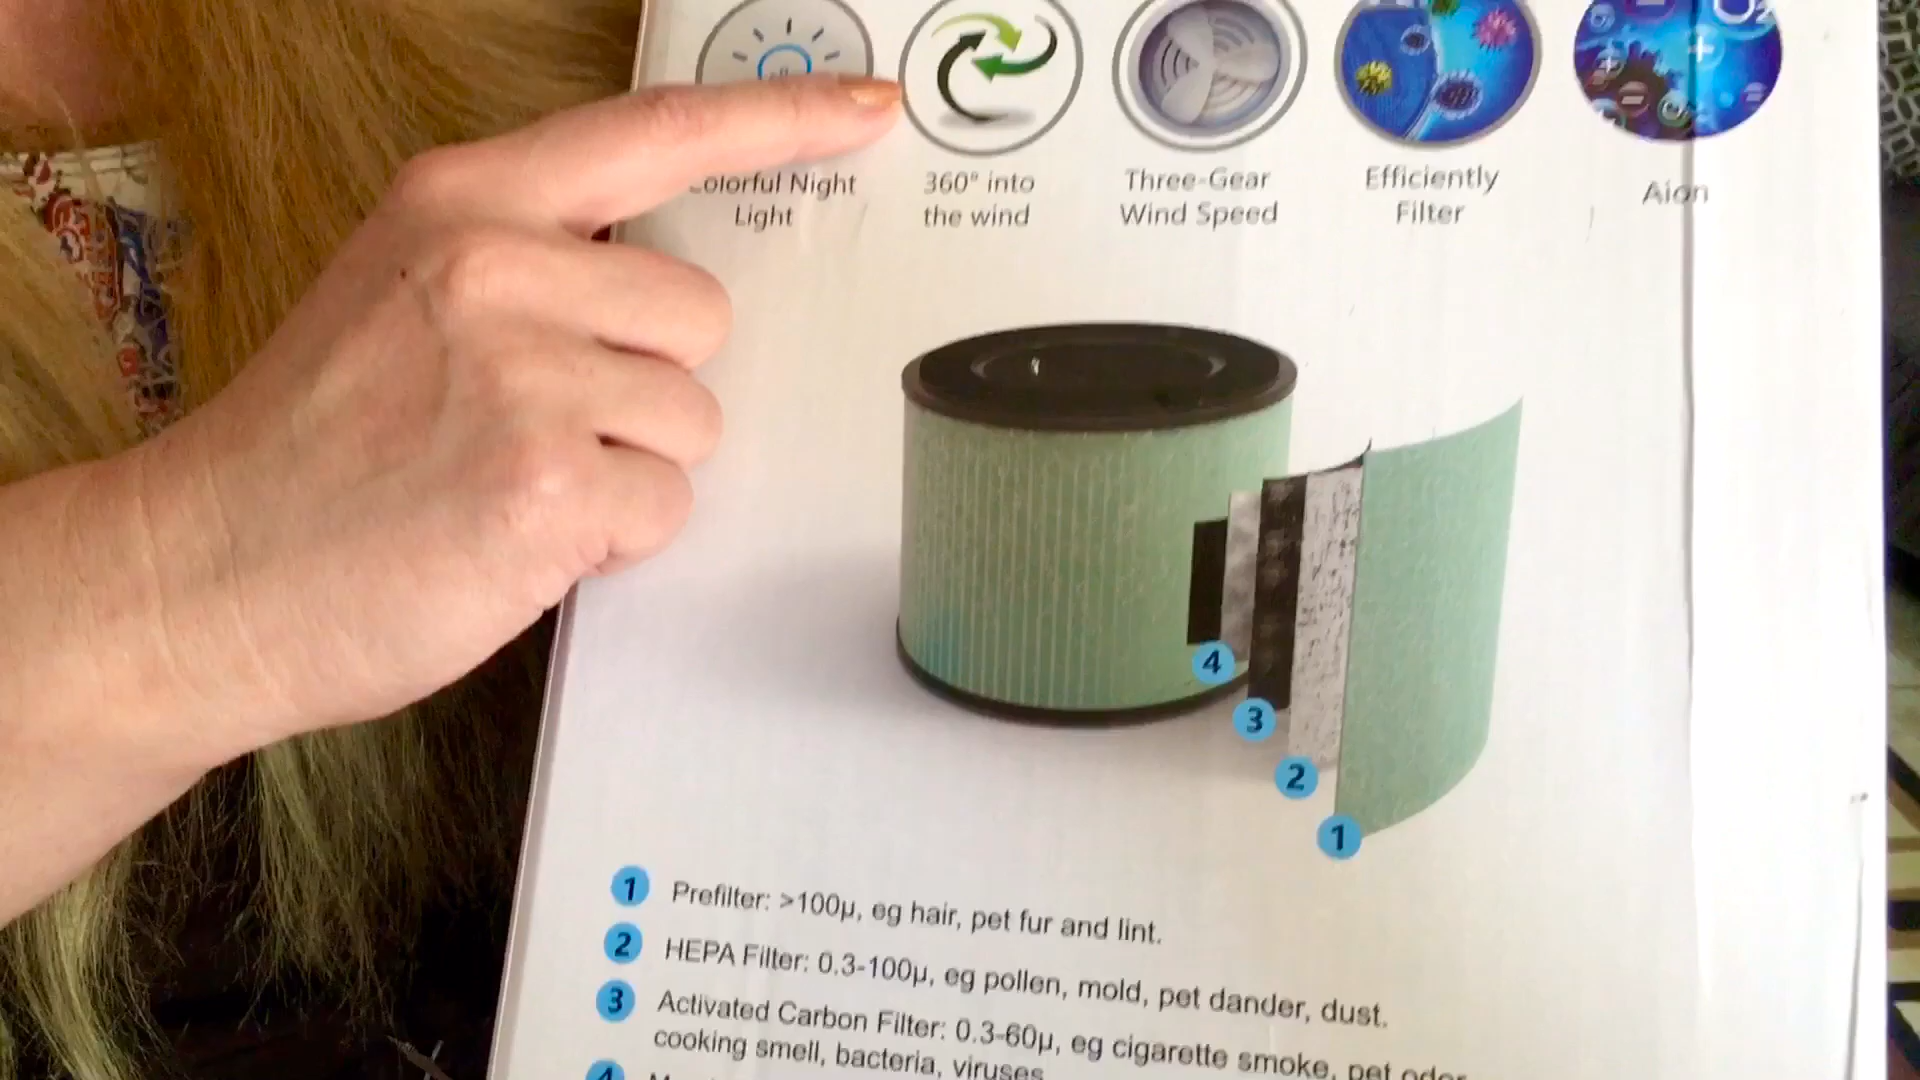 Colorful Night
Light
360° into
the wind
Three-Gear
Wind Speed
Efficiently
Filter
Aion
4
3
2
1
1 Prefilter: >100μ, eg hair, pet fur and lint.
2 HEPA Filter: 0.3-100μ, eg pollen, mold, pet dander, dust.
3 Activated Carbon Filter: 0.3-60μ, eg cigarette smoke, pet odor
cooking smell, bacteria, viruses
4